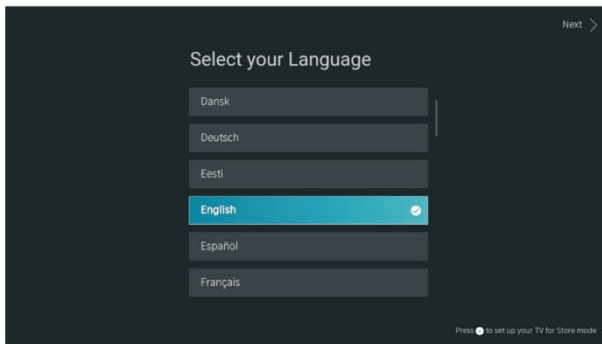 Next
Select your Language
Dansk
Deutsch
Eesti
English
Español
Français
Press to set up your TV for Store mode